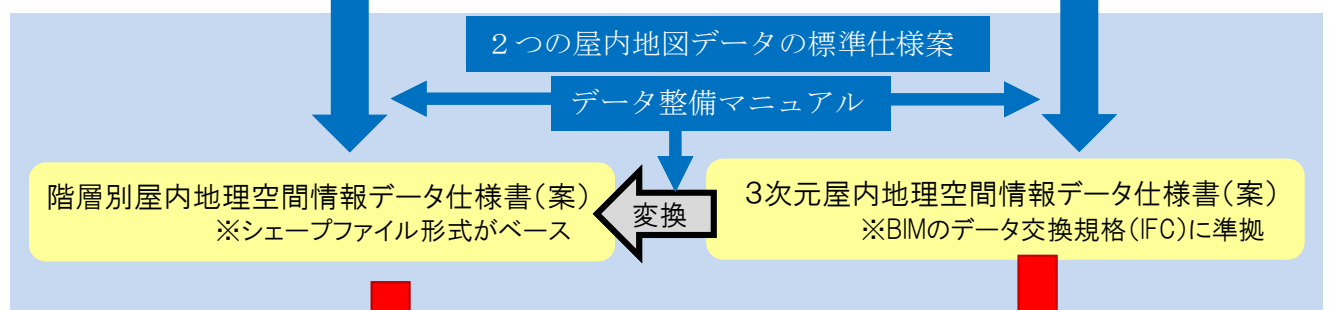 ２つの屋内地図データの標準仕様案
データ整備マニュアル
階層別屋内地理空間情報データ仕様書(案)
※シェープファイル形式がベース
変換
3次元屋内地理空間情報データ仕様書(案)
※BIMのデータ交換規格(IFC)に準拠